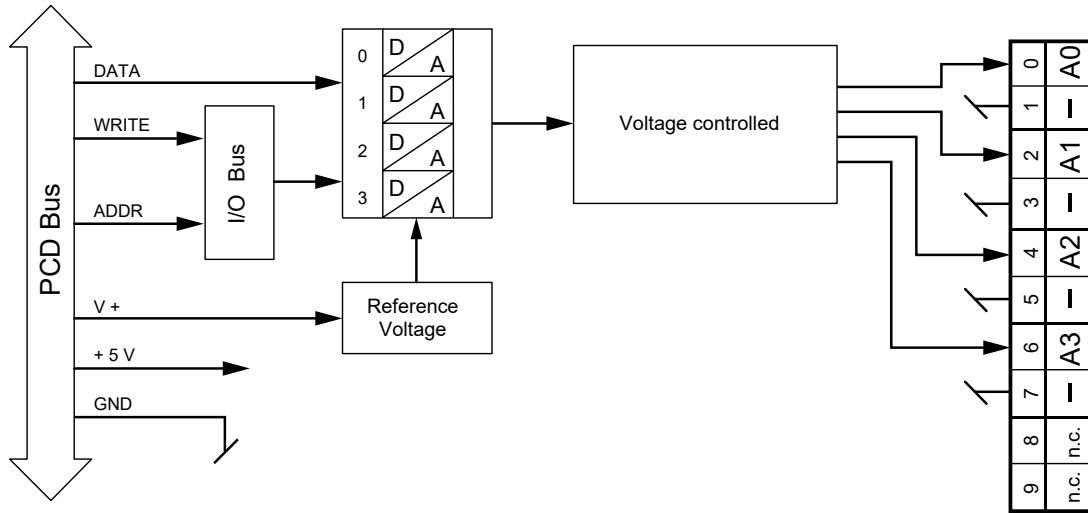 PCD Bus
DATA
WRITE
ADDR
V +
+ 5 V
GND
I/O Bus
0
1
2
3
D
A
D
A
D
A
D
A
Reference
Voltage
Voltage controlled
0 A0
1 –
2 A1
3 –
4 A2
5 –
6 A3
7 –
8 n.c.
9 n.c.